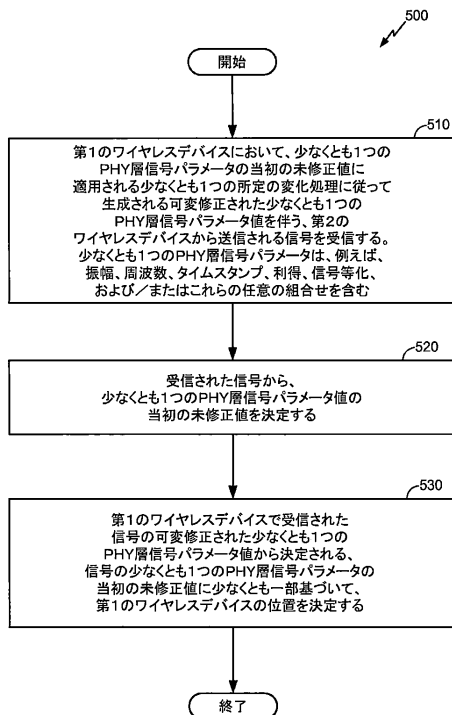 500
開始
510
第1のワイヤレスデバイスにおいて、少なくとも1つの
PHY層信号パラメータの当初の未修正値に
適用される少なくとも1つの所定の変化処理に従って
生成される可変修正された少なくとも1つの
PHY層信号パラメータ値を伴う、第2の
ワイヤレスデバイスから送信される信号を受信する。
少なくとも1つのPHY層信号パラメータは、例えば、
振幅、周波数、タイムスタンプ、利得、信号等化、
および/またはこれらの任意の組合せを含む
520
受信された信号から、
少なくとも1つのPHY層信号パラメータ値の
当初の未修正値を決定する
530
第1のワイヤレスデバイスで受信された
信号の可変修正された少なくとも1つの
PHY層信号パラメータ値から決定される、
信号の少なくとも1つのPHY層信号パラメータの
当初の未修正値に少なくとも一部基づいて、
第1のワイヤレスデバイスの位置を決定する
終了